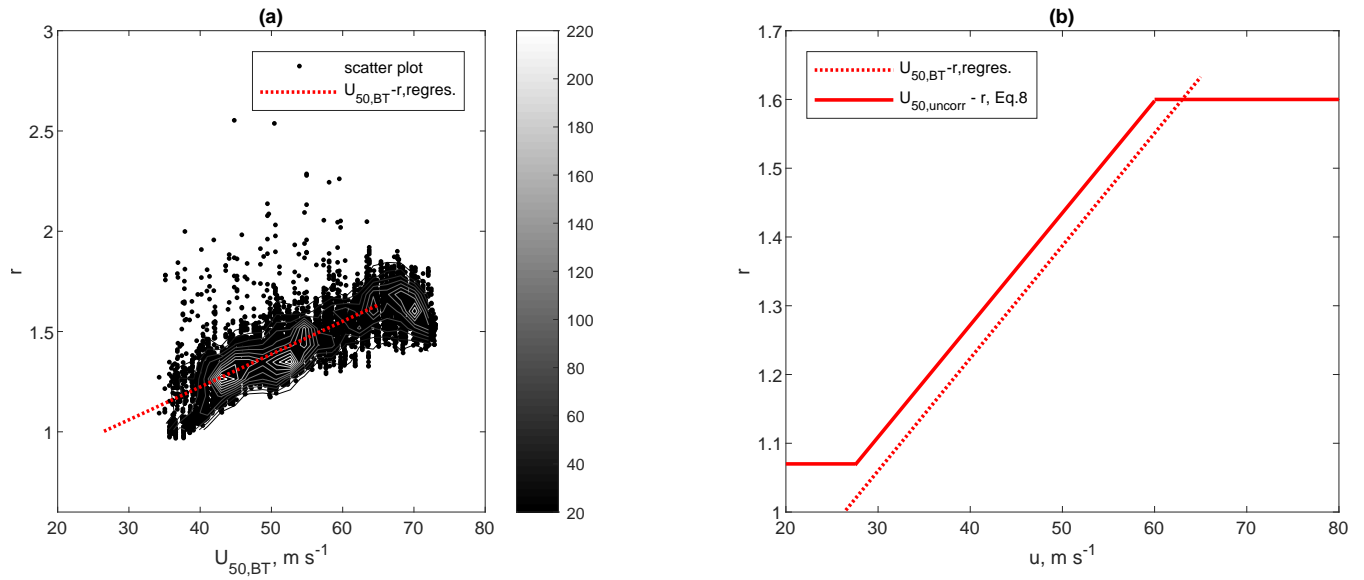 (a)
3
2.5
2
1.5
1
r
20 30 40 50 60 70 80
U50,BT, m s-1
scatter plot
U50,BT-r,regres.
220
200
180
160
140
120
100
80
60
40
20
(b)
1.7
1.6
1.5
1.4
1.3
1.2
1.1
1
r
20 30 40 50 60 70 80
u, m s-1
U50,BT-r,regres.
U50,uncorr - r, Eq.8